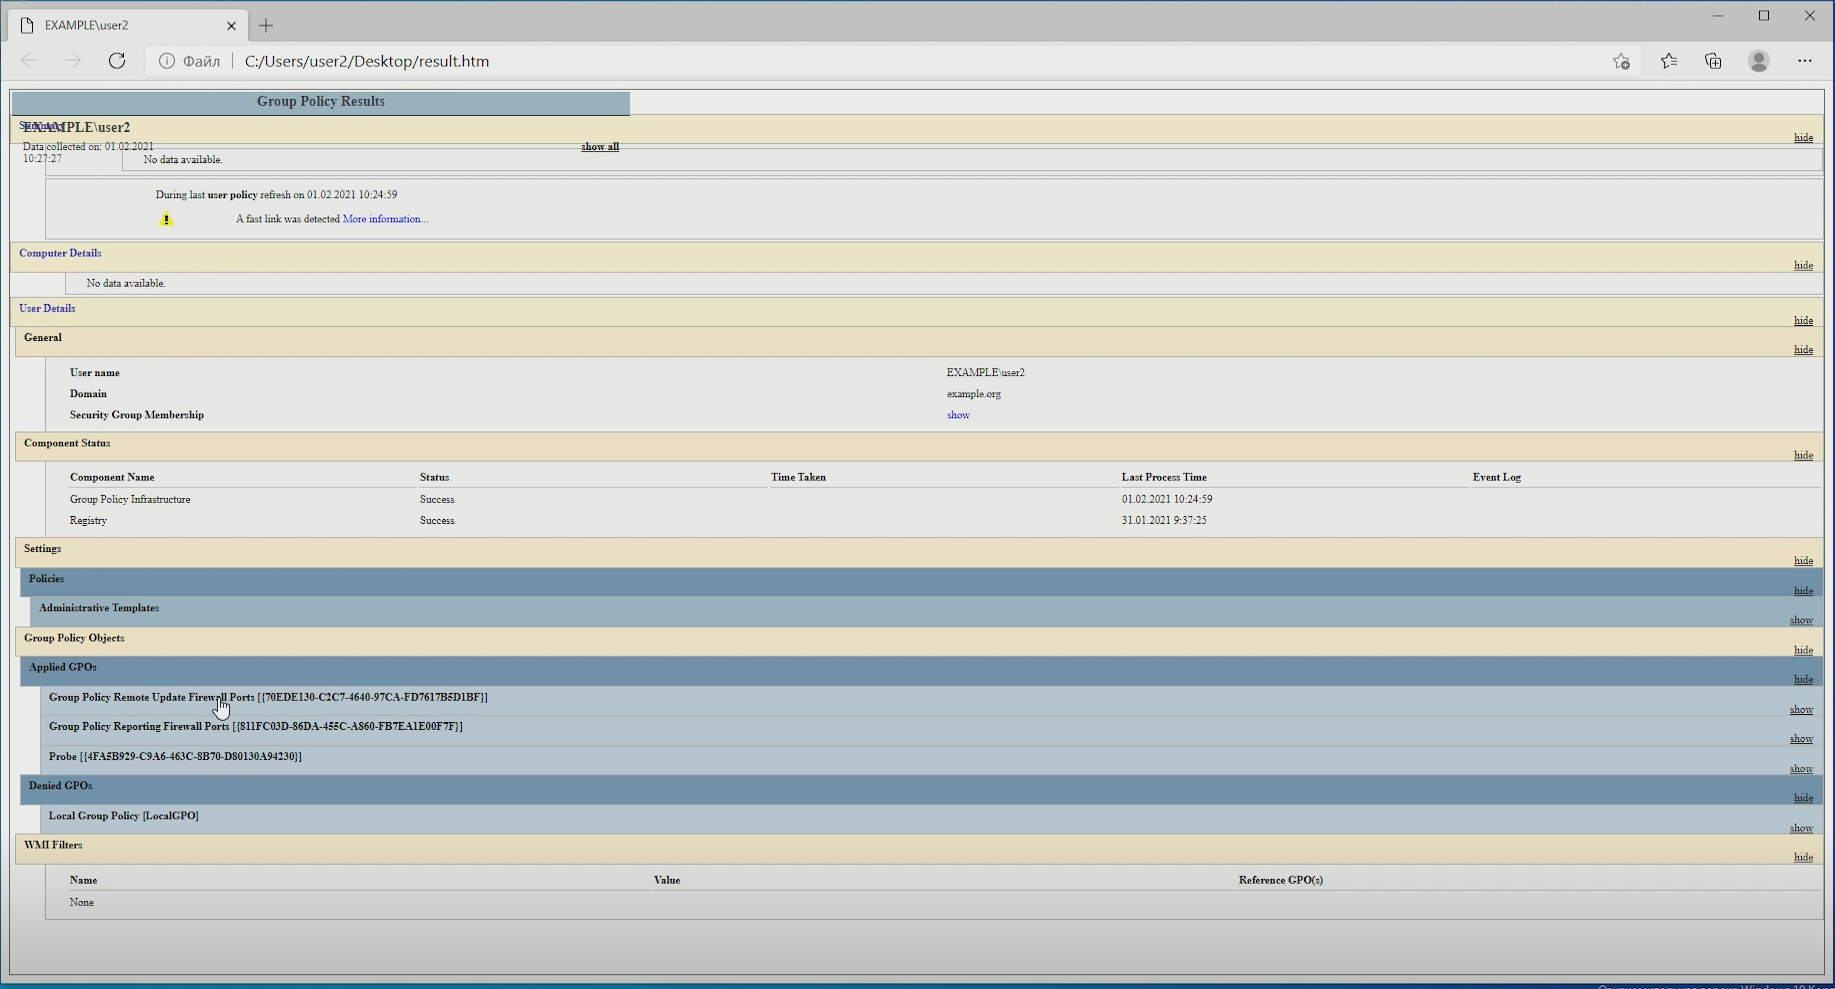 EXAMPLE\user2
Файл C:/Users/user2/Desktop/result.htm
Group Policy Results
Summary
EXAMPLE\user2
hide
Data collected on: 01.02.2021 show all
10:27:27 No data available.
During last user policy refresh on 01.02.2021 10:24:59
A fast link was detected More information...
Computer Details
hide
No data available.
User Details
hide
General
hide
User name EXAMPLE\user2
Domain example.org
Security Group Membership show
Component Status
hide
Component Name Status Time Taken Last Process Time Event Log
Group Policy Infrastructure Success 01.02.2021 10:24:59
Registry Success 31.01.2021 9:37:25
Settings
hide
Policies
hide
Administrative Templates
show
Group Policy Objects
hide
Applied GPOs
hide
Group Policy Remote Update Firewall Ports [{70EDE130-C2C7-4640-97CA-FD7617B5D1BF}]
show
Group Policy Reporting Firewall Ports [{811FC03D-86DA-455C-A860-FB7EA1E00F7F}]
show
Probe [{4FA5B929-C9A6-463C-8B70-D80130A94230}]
show
Denied GPOs
hide
Local Group Policy [LocalGPO]
show
WMI Filters
hide
Name Value Reference GPO(s)
None